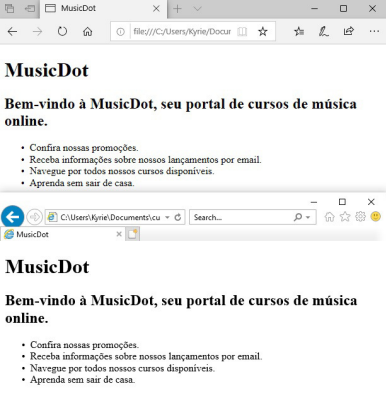 MusicDot
file:///C:/Users/Kyrie/Docur
MusicDot
Bem-vindo à MusicDot, seu portal de cursos de música
online.
Confira nossas promoções.
Receba informações sobre nossos lançamentos por email.
Navegue por todos nossos cursos disponíveis.
Aprenda sem sair de casa.
C:\Users\Kyrie\Documents\cu
Search...
MusicDot
MusicDot
Bem-vindo à MusicDot, seu portal de cursos de música
online.
Confira nossas promoções.
Receba informações sobre nossos lançamentos por email.
Navegue por todos nossos cursos disponíveis.
Aprenda sem sair de casa.